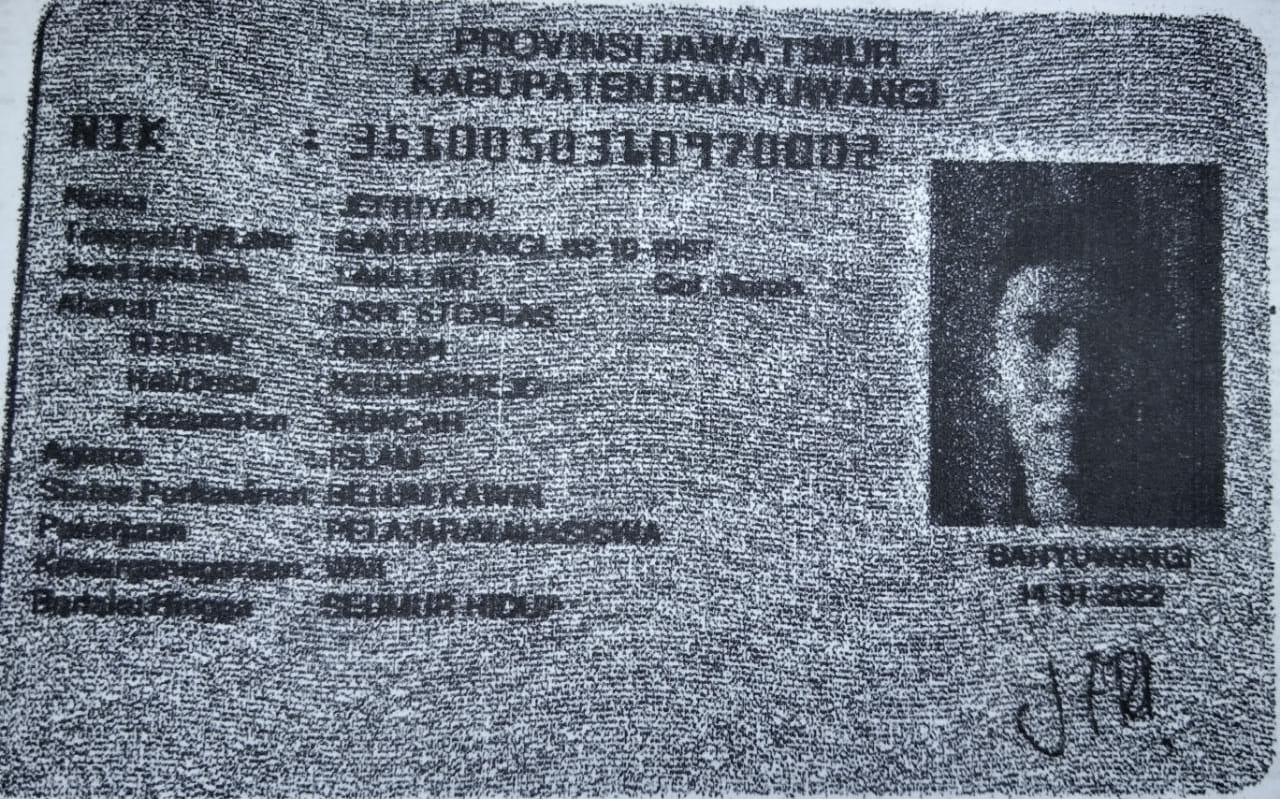 PROVINSI JAWA TIMUR
KABUPATEN BANYUWANGI
NIK : 3510050310970002
Nama JEFRIYADI
Tempat/Tgl Lahir BANYUWANGI, 03-10-1997
Jenis kelamin LAKI-LAKI Gol. Darah
Alamat DSN. STOPLAS
RT/RW
Kel/Desa KEDUNGREJO
Kecamatan MUNCAR
Agama ISLAM
Status Perkawinan BELUM KAWIN
Pekerjaan PELAJAR/MAHASISWA
Kewarganegaraan WNI
Berlaku Hingga SEUMUR HIDUP
BANYUWANGI
14-01-2022